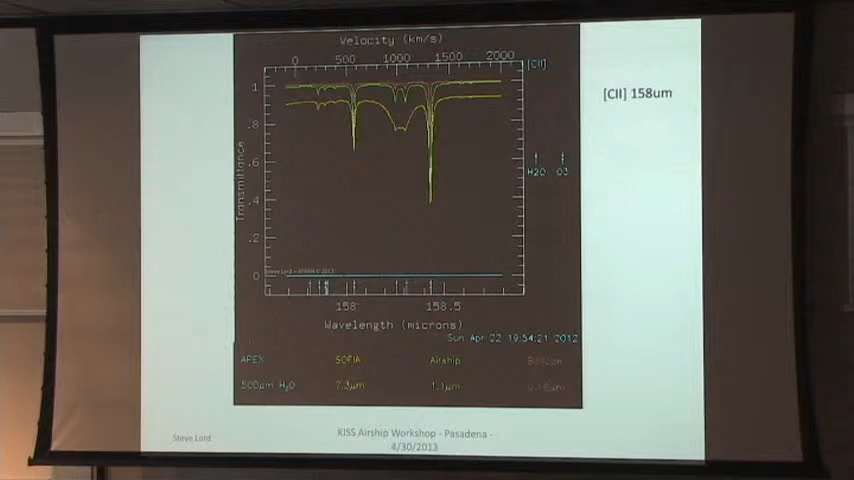 Velocity (km/s)
0 500 1000 1500 2000
[CII]
[CII] 158um
1
.8
.6
.4
.2
0
Transmittance
H2O O3
158 158.5
Wavelength (microns)
Sun Apr 22 19:54:21 2012
APEX SOFIA Airship
500μm H₂O 7.3μm 1.3μm
Steve Lord
KISS Airship Workshop - Pasadena -
4/30/2013